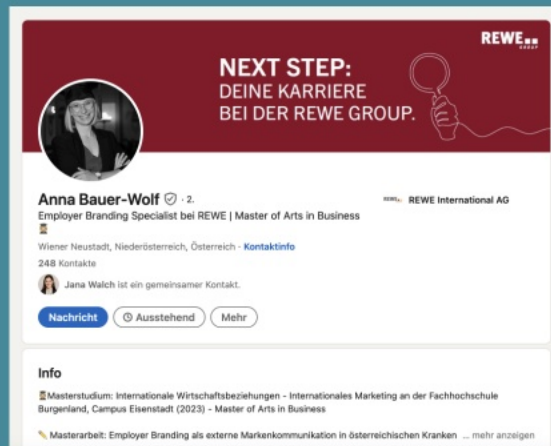 REWE
GROUP
NEXT STEP:
DEINE KARRIERE
BEI DER REWE GROUP.
Anna Bauer-Wolf · 2.
REWE REWE International AG
Employer Branding Specialist bei REWE | Master of Arts in Business
👩🏼‍🎓
Wiener Neustadt, Niederösterreich, Österreich · Kontaktinfo
248 Kontakte
Jana Walch ist ein gemeinsamer Kontakt.
Nachricht Ausstehend Mehr
Info
👩🏼‍🎓Masterstudium: Internationale Wirtschaftsbeziehungen - Internationales Marketing an der Fachhochschule
Burgenland, Campus Eisenstadt (2023) - Master of Arts in Business
✏️ Masterarbeit: Employer Branding als externe Markenkommunikation in österreichischen Kranken ... mehr anzeigen